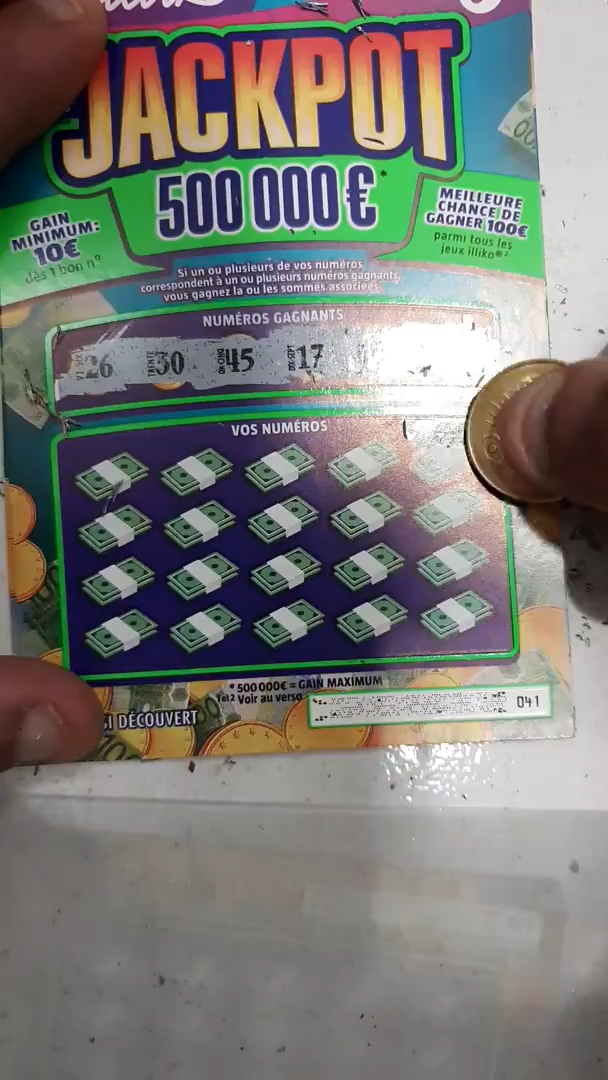 JACKPOT
500 000 €*
GAIN
MINIMUM:
10€
dès 1 bon n°
MEILLEURE
CHANCE DE
GAGNER 100€
parmi tous les
jeux illiko®²
Si un ou plusieurs de vos numéros
correspondent à un ou plusieurs numéros gagnants,
vous gagnez la ou les sommes associées.
NUMÉROS GAGNANTS
26 30 45 17
VOS NUMÉROS
*500 000€ = GAIN MAXIMUM
1et2 Voir au verso
SI DÉCOUVERT
041